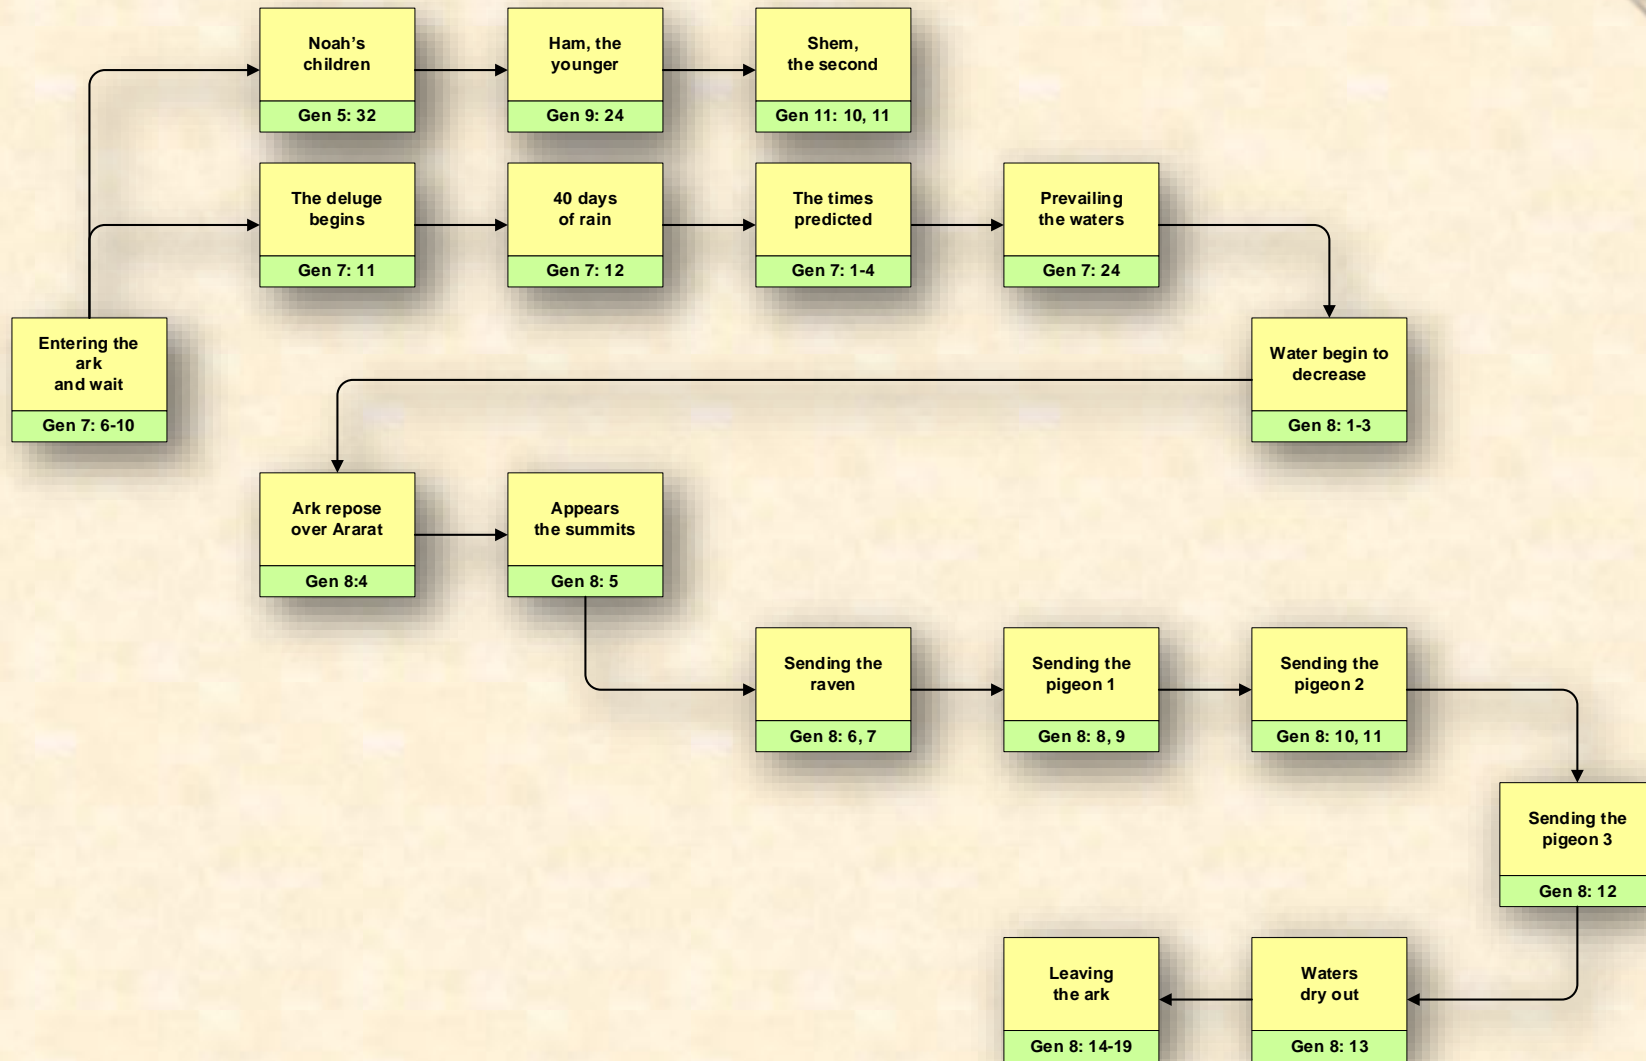 Noah’s
children
Gen 5: 32
Ham, the
younger
Gen 9: 24
Shem,
the second
Gen 11: 10, 11
The deluge
begins
Gen 7: 11
40 days
of rain
Gen 7: 12
The times
predicted
Gen 7: 1-4
Prevailing
the waters
Gen 7: 24
Entering the
ark
and wait
Gen 7: 6-10
Water begin to
decrease
Gen 8: 1-3
Ark repose
over Ararat
Gen 8:4
Appears
the summits
Gen 8: 5
Sending the
raven
Gen 8: 6, 7
Sending the
pigeon 1
Gen 8: 8, 9
Sending the
pigeon 2
Gen 8: 10, 11
Sending the
pigeon 3
Gen 8: 12
Leaving
the ark
Gen 8: 14-19
Waters
dry out
Gen 8: 13